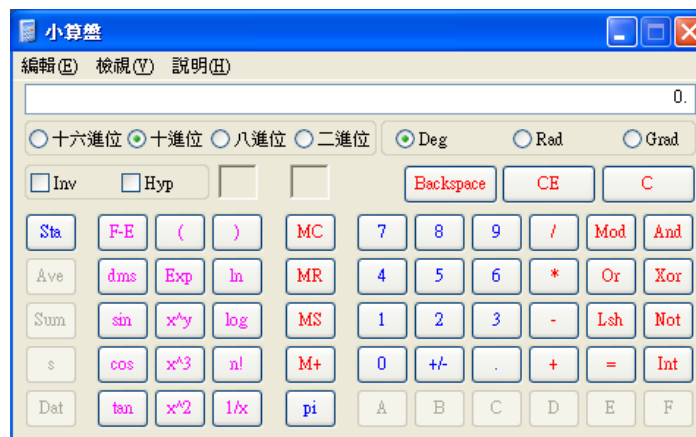 小算盤
編輯(E) 檢視(V) 說明(H)
0.
十六進位 十進位 八進位 二進位 Deg Rad Grad
Inv Hyp Backspace CE C
Sta F-E ( ) MC 7 8 9 / Mod And
Ave dms Exp ln MR 4 5 6 * Or Xor
Sum sin x^y log MS 1 2 3 - Lsh Not
s cos x^3 n! M+ 0 +/- . + = Int
Dat tan x^2 1/x pi A B C D E F